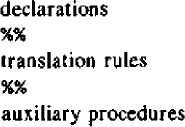 declarations
%%
translation rules
%%
auxiliary procedures